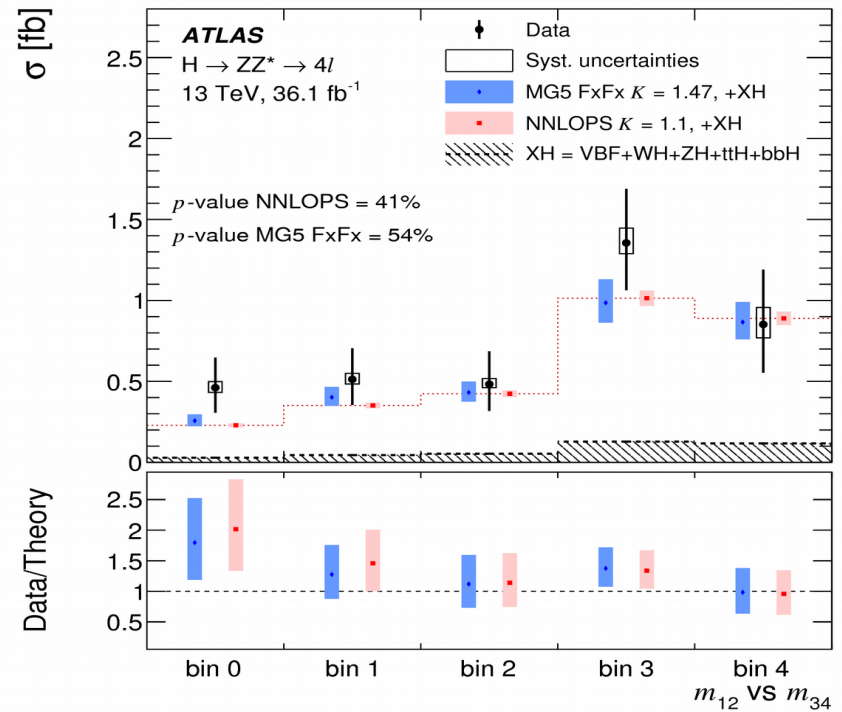 σ [fb]
ATLAS
H → ZZ* → 4l
13 TeV, 36.1 fb⁻¹
Data
Syst. uncertainties
MG5 FxFx K = 1.47, +XH
NNLOPS K = 1.1, +XH
XH = VBF+WH+ZH+ttH+bbH
p-value NNLOPS = 41%
p-value MG5 FxFx = 54%
2.5
2
1.5
1
0.5
0
Data/Theory
2.5
2
1.5
1
0.5
bin 0 bin 1 bin 2 bin 3 bin 4
m₁₂ vs m₃₄